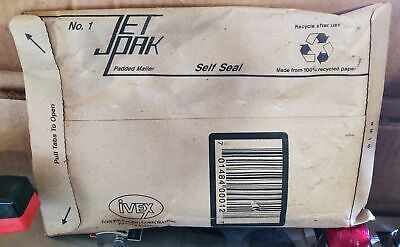 No. 1
JET PAK
Padded Mailer
Self Seal
Recycle after use
Made from 100% recycled paper
Pull Tabs To Open
7 01484 00012
IVEX